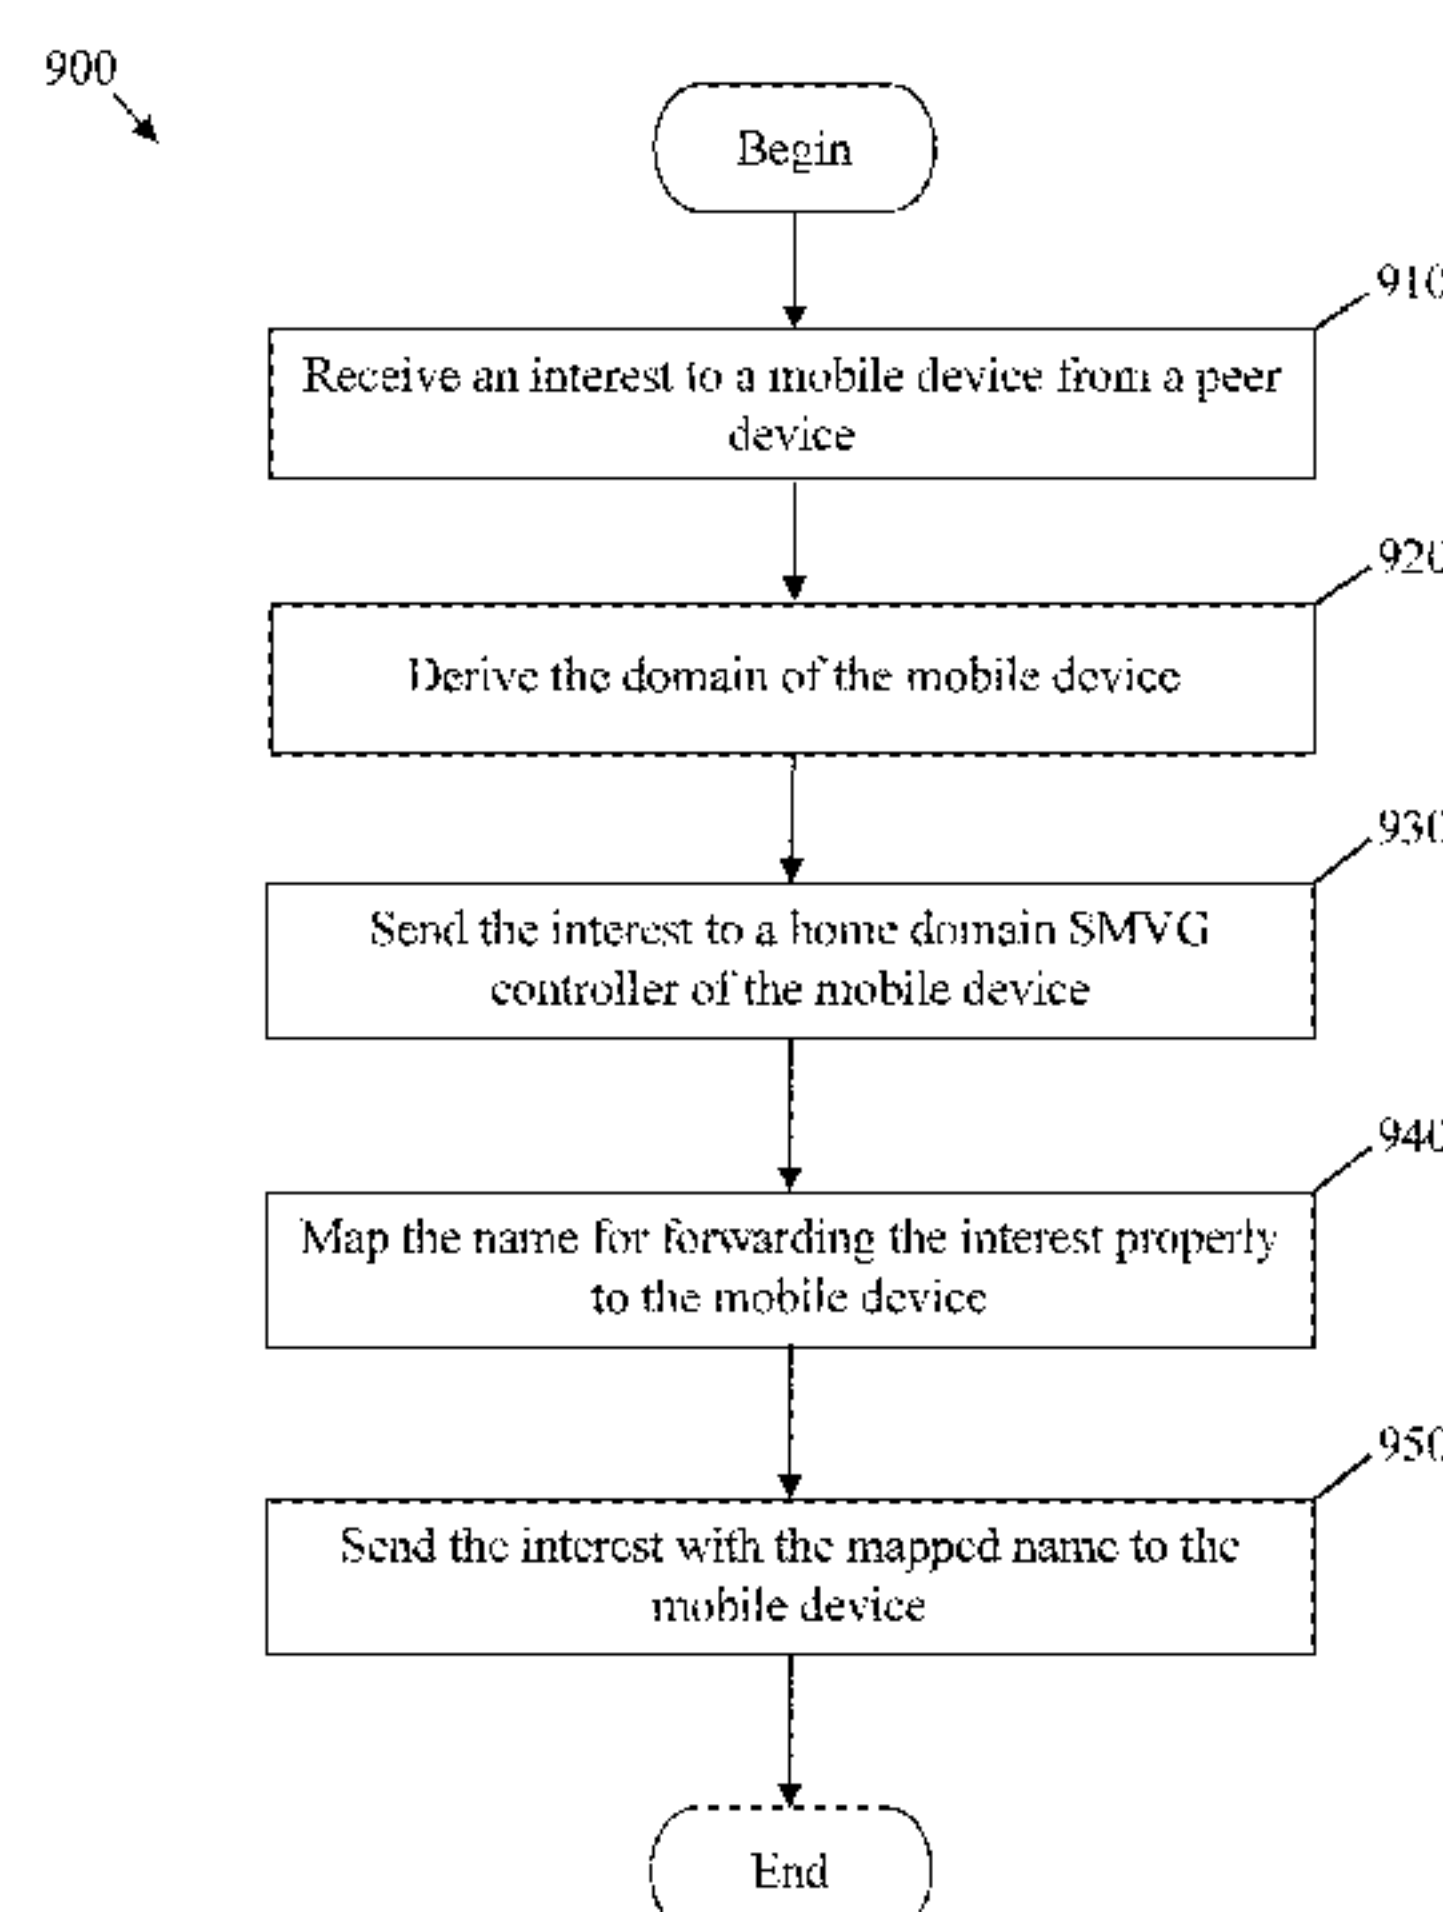 900
Begin
910
Receive an interest to a mobile device from a peer
device
920
Derive the domain of the mobile device
930
Send the interest to a home domain SMVG
controller of the mobile device
940
Map the name for forwarding the interest properly
to the mobile device
950
Send the interest with the mapped name to the
mobile device
End